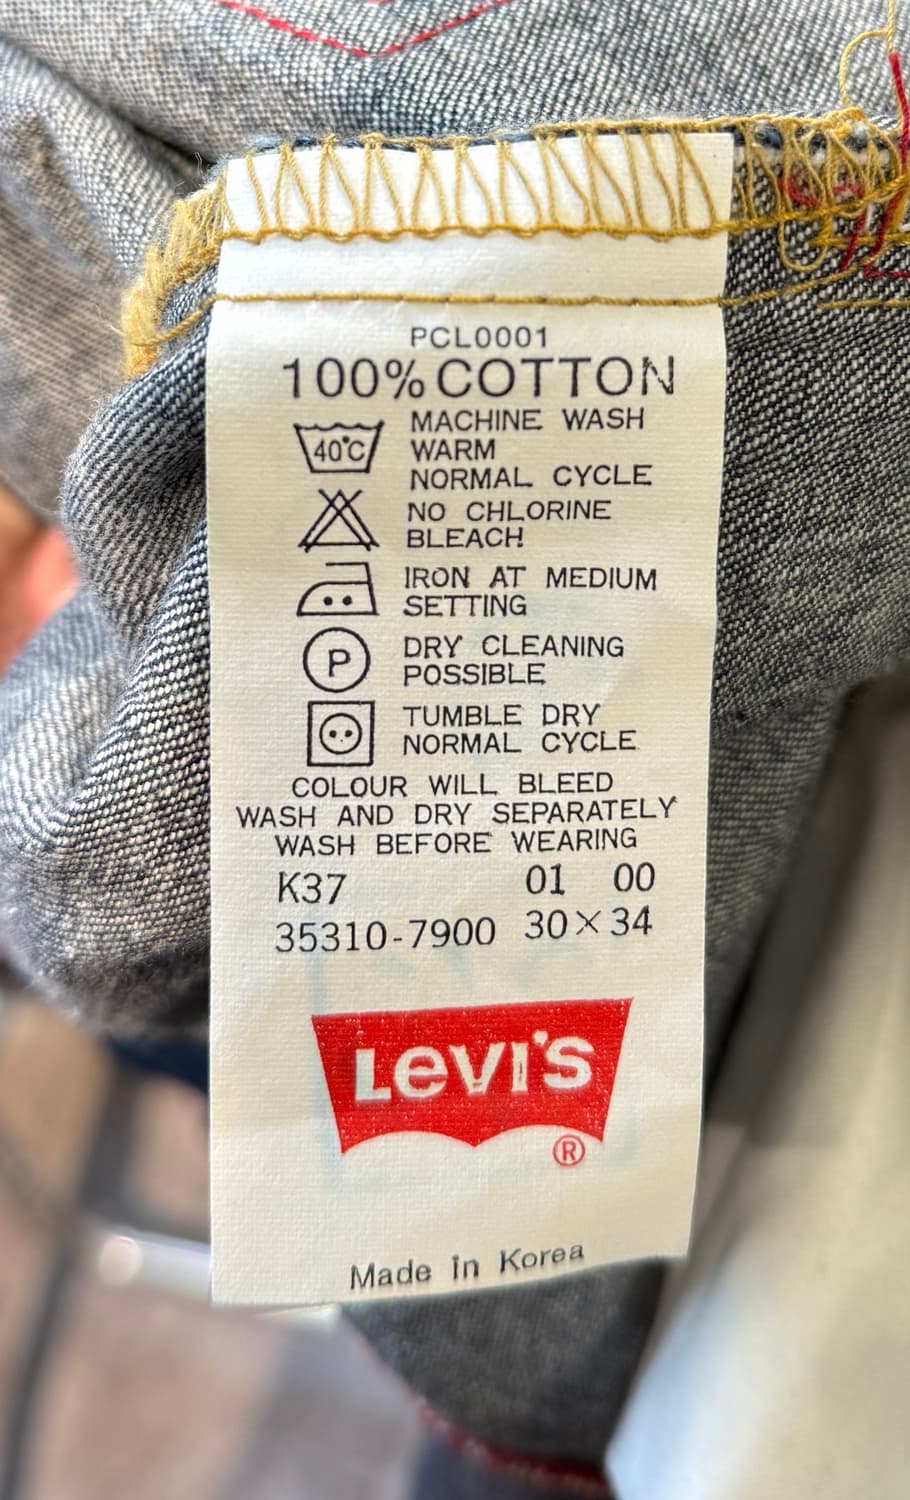 PCL0001
100% COTTON
40°C
MACHINE WASH
WARM
NORMAL CYCLE
NO CHLORINE
BLEACH
IRON AT MEDIUM
SETTING
P
DRY CLEANING
POSSIBLE
TUMBLE DRY
NORMAL CYCLE
COLOUR WILL BLEED
WASH AND DRY SEPARATELY
WASH BEFORE WEARING
K37 01 00
35310-7900 30×34
LEVI'S
®
Made in Korea